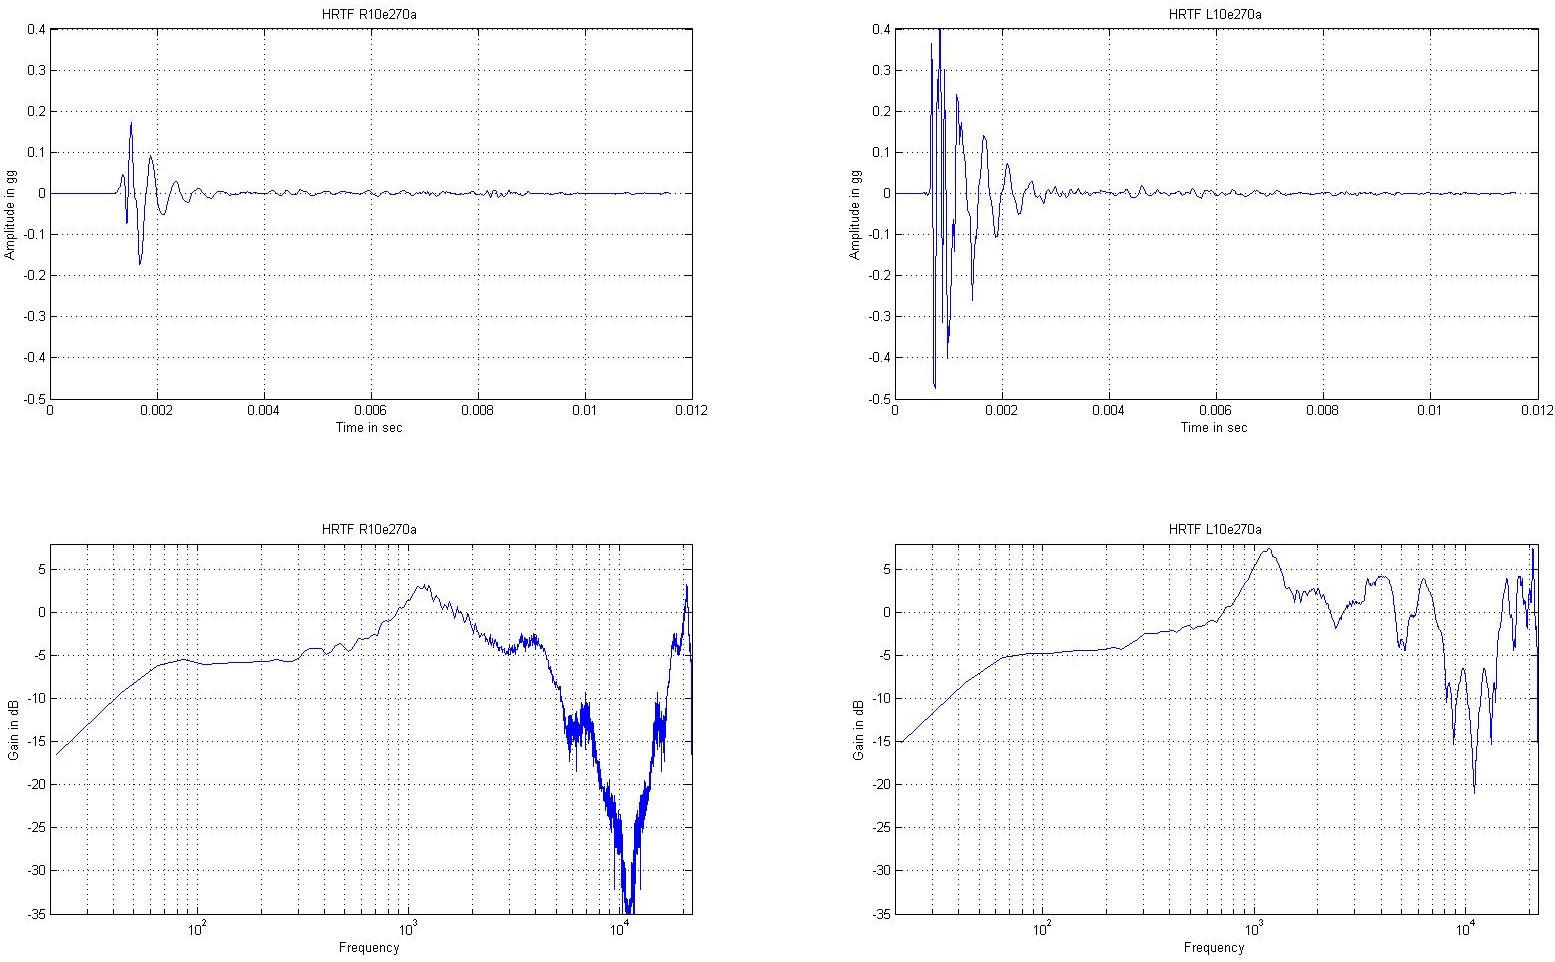 HRTF R10e270a
0.4
0.3
0.2
0.1
0
-0.1
-0.2
-0.3
-0.4
-0.5
Amplitude in gg
0 0.002 0.004 0.006 0.008 0.01 0.012
Time in sec
HRTF L10e270a
0.4
0.3
0.2
0.1
0
-0.1
-0.2
-0.3
-0.4
-0.5
Amplitude in gg
0 0.002 0.004 0.006 0.008 0.01 0.012
Time in sec
HRTF R10e270a
5
0
-5
-10
-15
-20
-25
-30
-35
Gain in dB
10² 10³ 10⁴
Frequency
HRTF L10e270a
5
0
-5
-10
-15
-20
-25
-30
-35
Gain in dB
10² 10³ 10⁴
Frequency